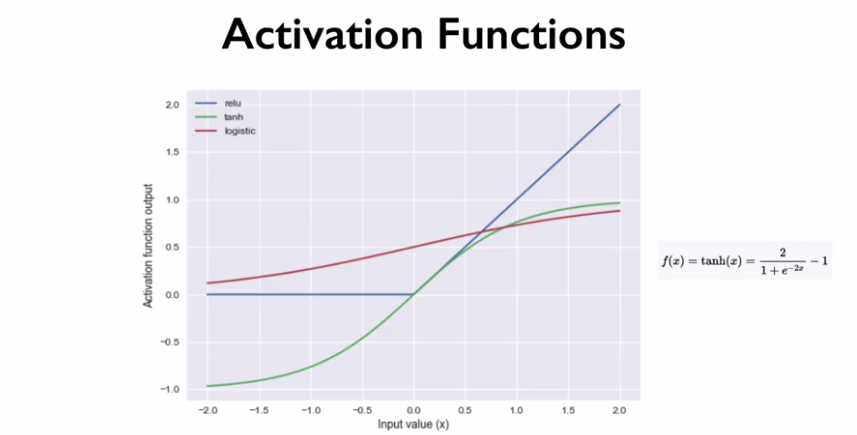 Activation Functions
relu
tanh
logistic
2.0
1.5
1.0
0.5
0.0
−0.5
−1.0
Activation function output
−2.0 −1.5 −1.0 −0.5 0.0 0.5 1.0 1.5 2.0
Input value (x)
f(x) = tanh(x) = 2 / (1 + e^{−2x}) − 1